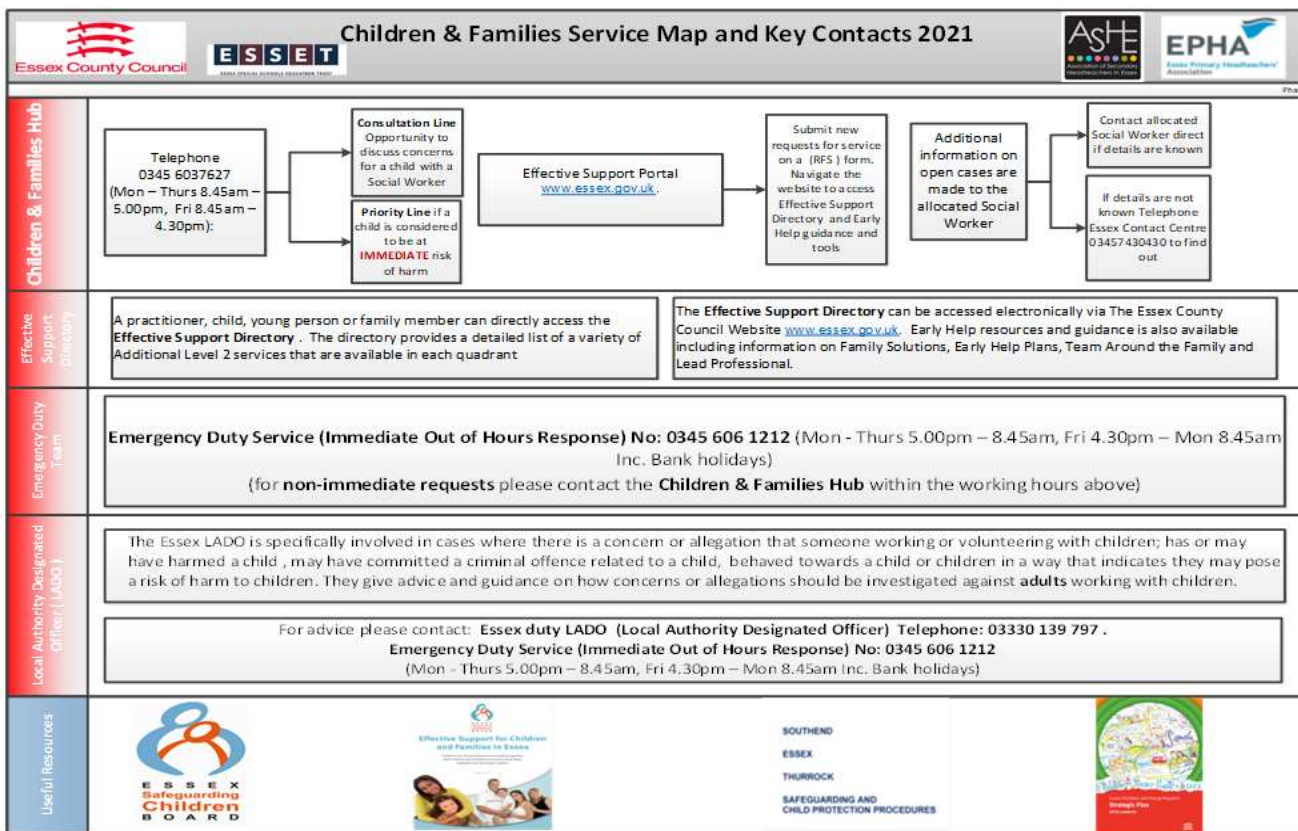 Children & Families Service Map and Key Contacts 2021
Essex County Council
ESSET
ESSEX SPECIAL SCHOOLS EDUCATION TRUST
ASHE
Association of Secondary
Headteachers in Essex
EPHA
Essex Primary Headteachers'
Association
Pha
Children & Families Hub
Telephone
0345 6037627
(Mon – Thurs 8.45am –
5.00pm, Fri 8.45am –
4.30pm):
Consultation Line
Opportunity to
discuss concerns
for a child with a
Social Worker
Priority Line if a
child is considered
to be at
IMMEDIATE risk
of harm
Effective Support Portal
www.essex.gov.uk .
Submit new
requests for service
on a (RFS ) form.
Navigate the
website to access
Effective Support
Directory and Early
Help guidance and
tools
Additional
information on
open cases are
made to the
allocated Social
Worker
Contact allocated
Social Worker direct
if details are known
If details are not
known Telephone
Essex Contact Centre
03457430430 to find
out
Effective
Support
Directory
A practitioner, child, young person or family member can directly access the
Effective Support Directory . The directory provides a detailed list of a variety of
Additional Level 2 services that are available in each quadrant
The Effective Support Directory can be accessed electronically via The Essex County
Council Website www.essex.gov.uk. Early Help resources and guidance is also available
including information on Family Solutions, Early Help Plans, Team Around the Family and
Lead Professional.
Emergency Duty
Team
Emergency Duty Service (Immediate Out of Hours Response) No: 0345 606 1212 (Mon - Thurs 5.00pm – 8.45am, Fri 4.30pm – Mon 8.45am
Inc. Bank holidays)
(for non-immediate requests please contact the Children & Families Hub within the working hours above)
Local Authority Designated
Officer ( LADO )
The Essex LADO is specifically involved in cases where there is a concern or allegation that someone working or volunteering with children; has or may
have harmed a child , may have committed a criminal offence related to a child, behaved towards a child or children in a way that indicates they may pose
a risk of harm to children. They give advice and guidance on how concerns or allegations should be investigated against adults working with children.
For advice please contact: Essex duty LADO (Local Authority Designated Officer) Telephone: 03330 139 797 .
Emergency Duty Service (Immediate Out of Hours Response) No: 0345 606 1212
(Mon - Thurs 5.00pm – 8.45am, Fri 4.30pm – Mon 8.45am Inc. Bank holidays)
Useful Resources
ESSEX
Safeguarding
Children
BOARD
Effective Support for Children
and Families in Essex
SOUTHEND
ESSEX
THURROCK
SAFEGUARDING AND
CHILD PROTECTION PROCEDURES
Strategic Plan